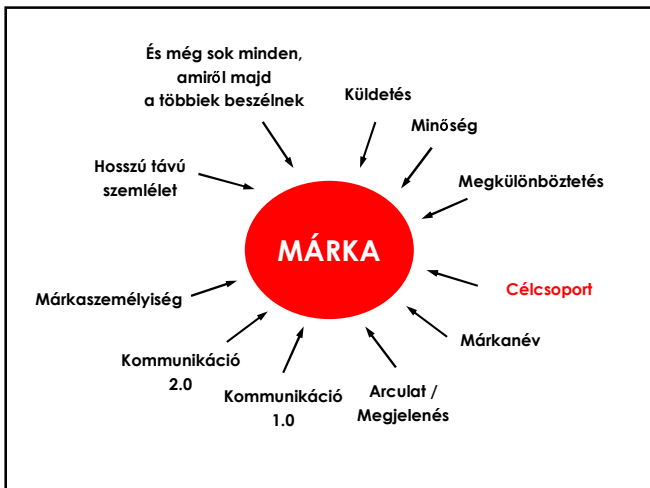 És még sok minden,
amiről majd
a többiek beszélnek
Küldetés
Minőség
Hosszú távú
szemlélet
Megkülönböztetés
MÁRKA
Célcsoport
Márkaszemélyiség
Márkanév
Kommunikáció
2.0
Kommunikáció
1.0
Arculat /
Megjelenés